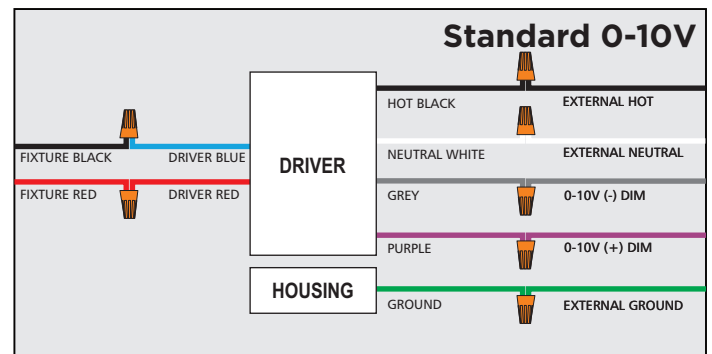 Standard 0-10V
HOT BLACK EXTERNAL HOT
FIXTURE BLACK DRIVER BLUE DRIVER NEUTRAL WHITE EXTERNAL NEUTRAL
FIXTURE RED DRIVER RED GREY 0-10V (-) DIM
PURPLE 0-10V (+) DIM
HOUSING GROUND EXTERNAL GROUND